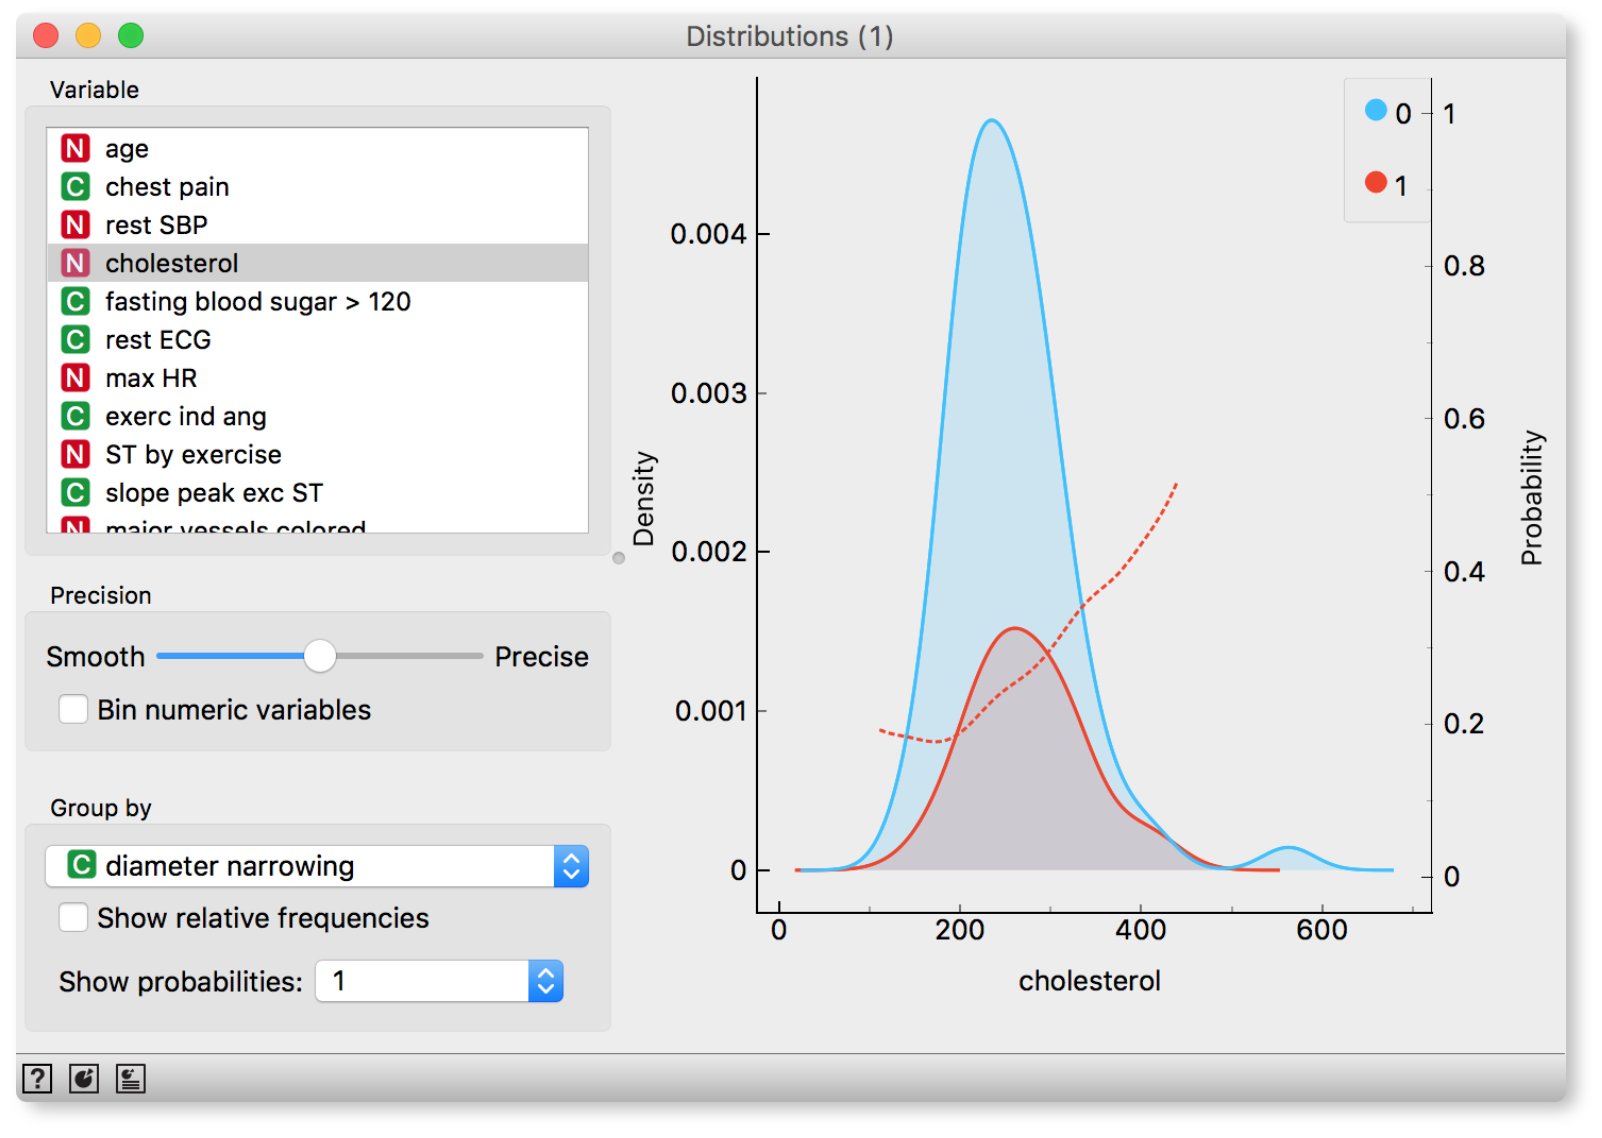 Distributions (1)
Variable
N age
C chest pain
N rest SBP
N cholesterol
C fasting blood sugar > 120
C rest ECG
N max HR
C exerc ind ang
N ST by exercise
C slope peak exc ST
N major vessels colored
Precision
Smooth Precise
Bin numeric variables
Group by
C diameter narrowing
Show relative frequencies
Show probabilities: 1
?
Density
0.004
0.003
0.002
0.001
0
0 200 400 600
cholesterol
0
1
1
0.8
0.6
0.4
0.2
0
Probability